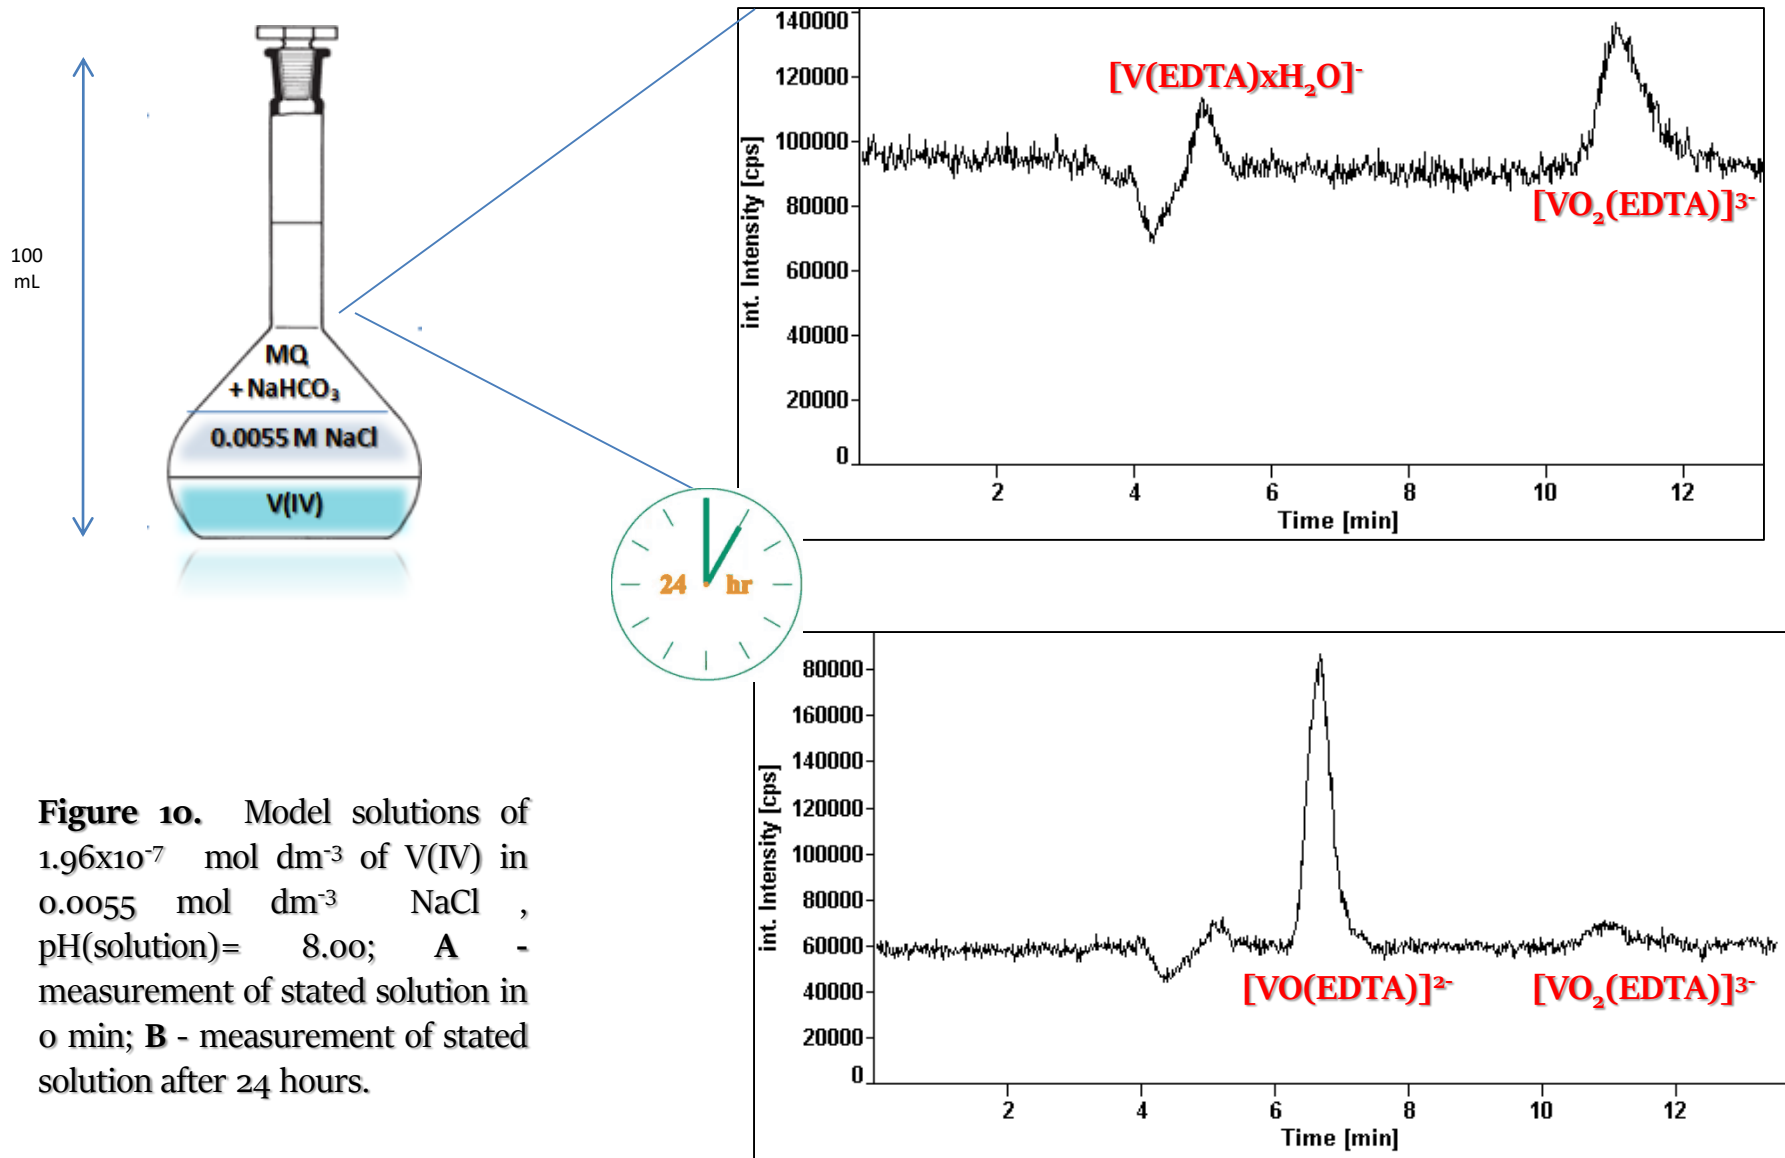 100
mL
MQ
+ NaHCO₃
0.0055 M NaCl
V(IV)
24 hr
140000
120000
100000
80000
60000
40000
20000
0
int. Intensity [cps]
[V(EDTA)xH₂O]⁻
[VO₂(EDTA)]³⁻
2 4 6 8 10 12
Time [min]
80000
160000
140000
120000
100000
80000
60000
40000
20000
0
int. Intensity [cps]
[VO(EDTA)]²⁻ [VO₂(EDTA)]³⁻
2 4 6 8 10 12
Time [min]
Figure 10. Model solutions of
1.96x10⁻⁷ mol dm⁻³ of V(IV) in
0.0055 mol dm⁻³ NaCl ,
pH(solution)= 8.00; A -
measurement of stated solution in
0 min; B - measurement of stated
solution after 24 hours.